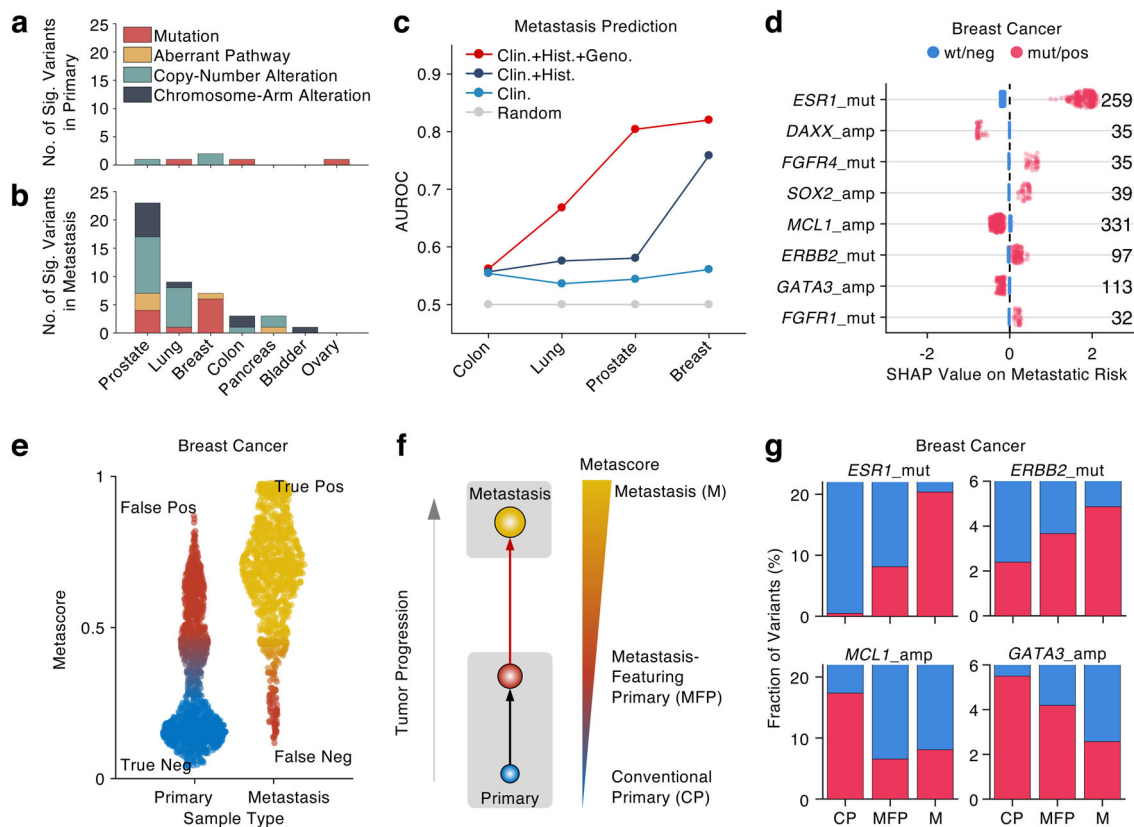 a
25
20
15
10
5
0
No. of Sig. Variants
in Primary
Mutation
Aberrant Pathway
Copy-Number Alteration
Chromosome-Arm Alteration
b
25
20
15
10
5
0
No. of Sig. Variants
in Metastasis
Prostate
Lung
Breast
Colon
Pancreas
Bladder
Ovary
c
Metastasis Prediction
Clin.+Hist.+Geno.
Clin.+Hist.
Clin.
Random
0.9
0.8
0.7
0.6
0.5
AUROC
Colon
Lung
Prostate
Breast
d
Breast Cancer
wt/neg
mut/pos
ESR1_mut 259
DAXX_amp 35
FGFR4_mut 35
SOX2_amp 39
MCL1_amp 331
ERBB2_mut 97
GATA3_amp 113
FGFR1_mut 32
-2 0 2
SHAP Value on Metastatic Risk
e
Breast Cancer
1
0.5
0
Metascore
False Pos
True Pos
True Neg
False Neg
Primary
Metastasis
Sample Type
f
Metascore
Tumor Progression
Metastasis
Metastasis (M)
Metastasis-
Featuring
Primary (MFP)
Primary
Conventional
Primary (CP)
g
Breast Cancer
Fraction of Variants (%)
ESR1_mut
20
10
0
ERBB2_mut
6
4
2
0
MCL1_amp
20
10
0
CP MFP M
GATA3_amp
6
4
2
0
CP MFP M